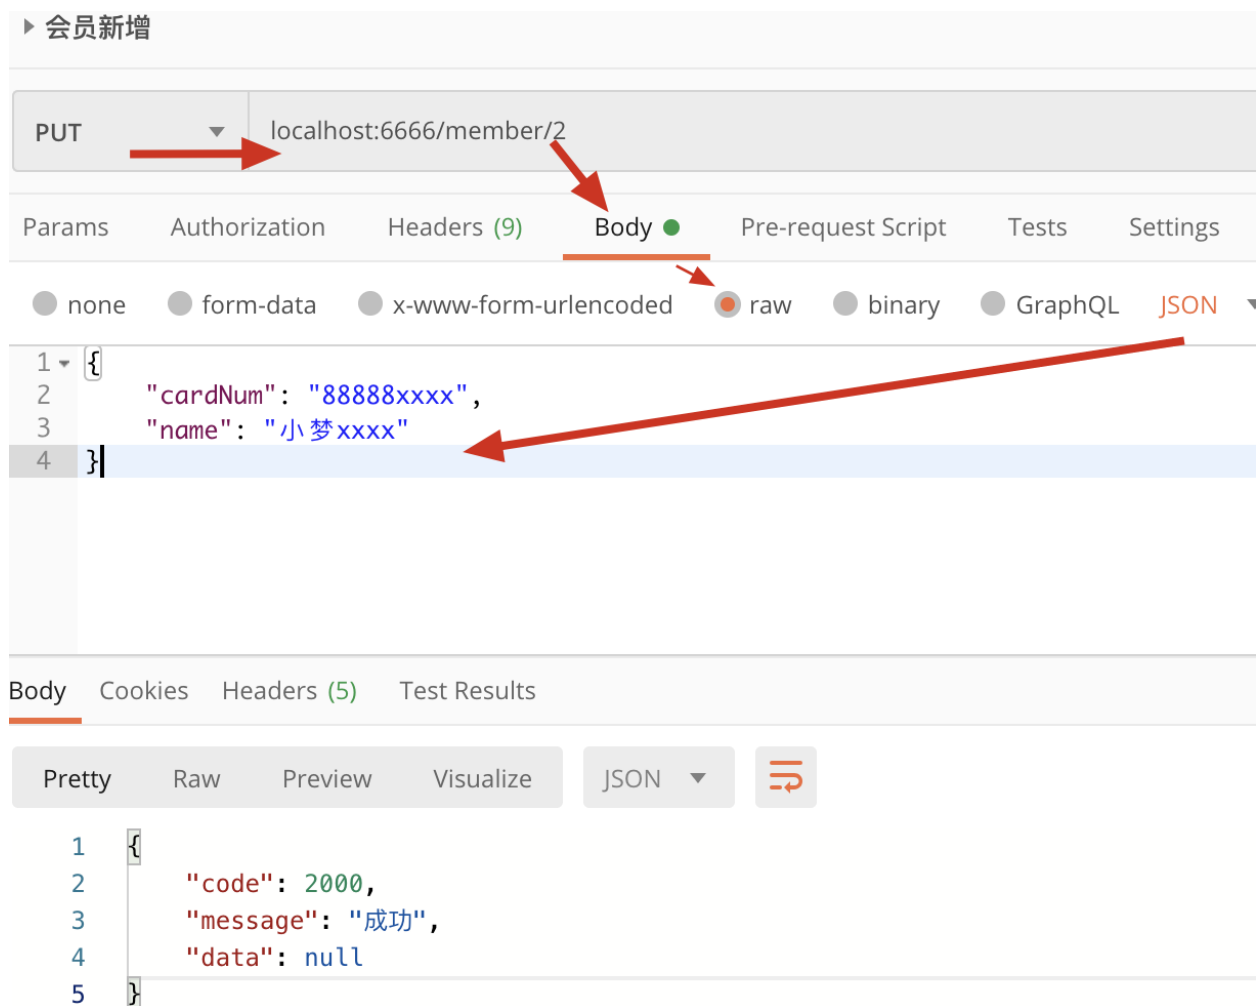 会员新增
PUT localhost:6666/member/2
Params Authorization Headers (9) Body Pre-request Script Tests Settings
none form-data x-www-form-urlencoded raw binary GraphQL JSON
1 {
2 "cardNum": "88888xxxx",
3 "name": "小梦xxxx"
4 }
Body Cookies Headers (5) Test Results
Pretty Raw Preview Visualize JSON
1 {
2 "code": 2000,
3 "message": "成功",
4 "data": null
5 }